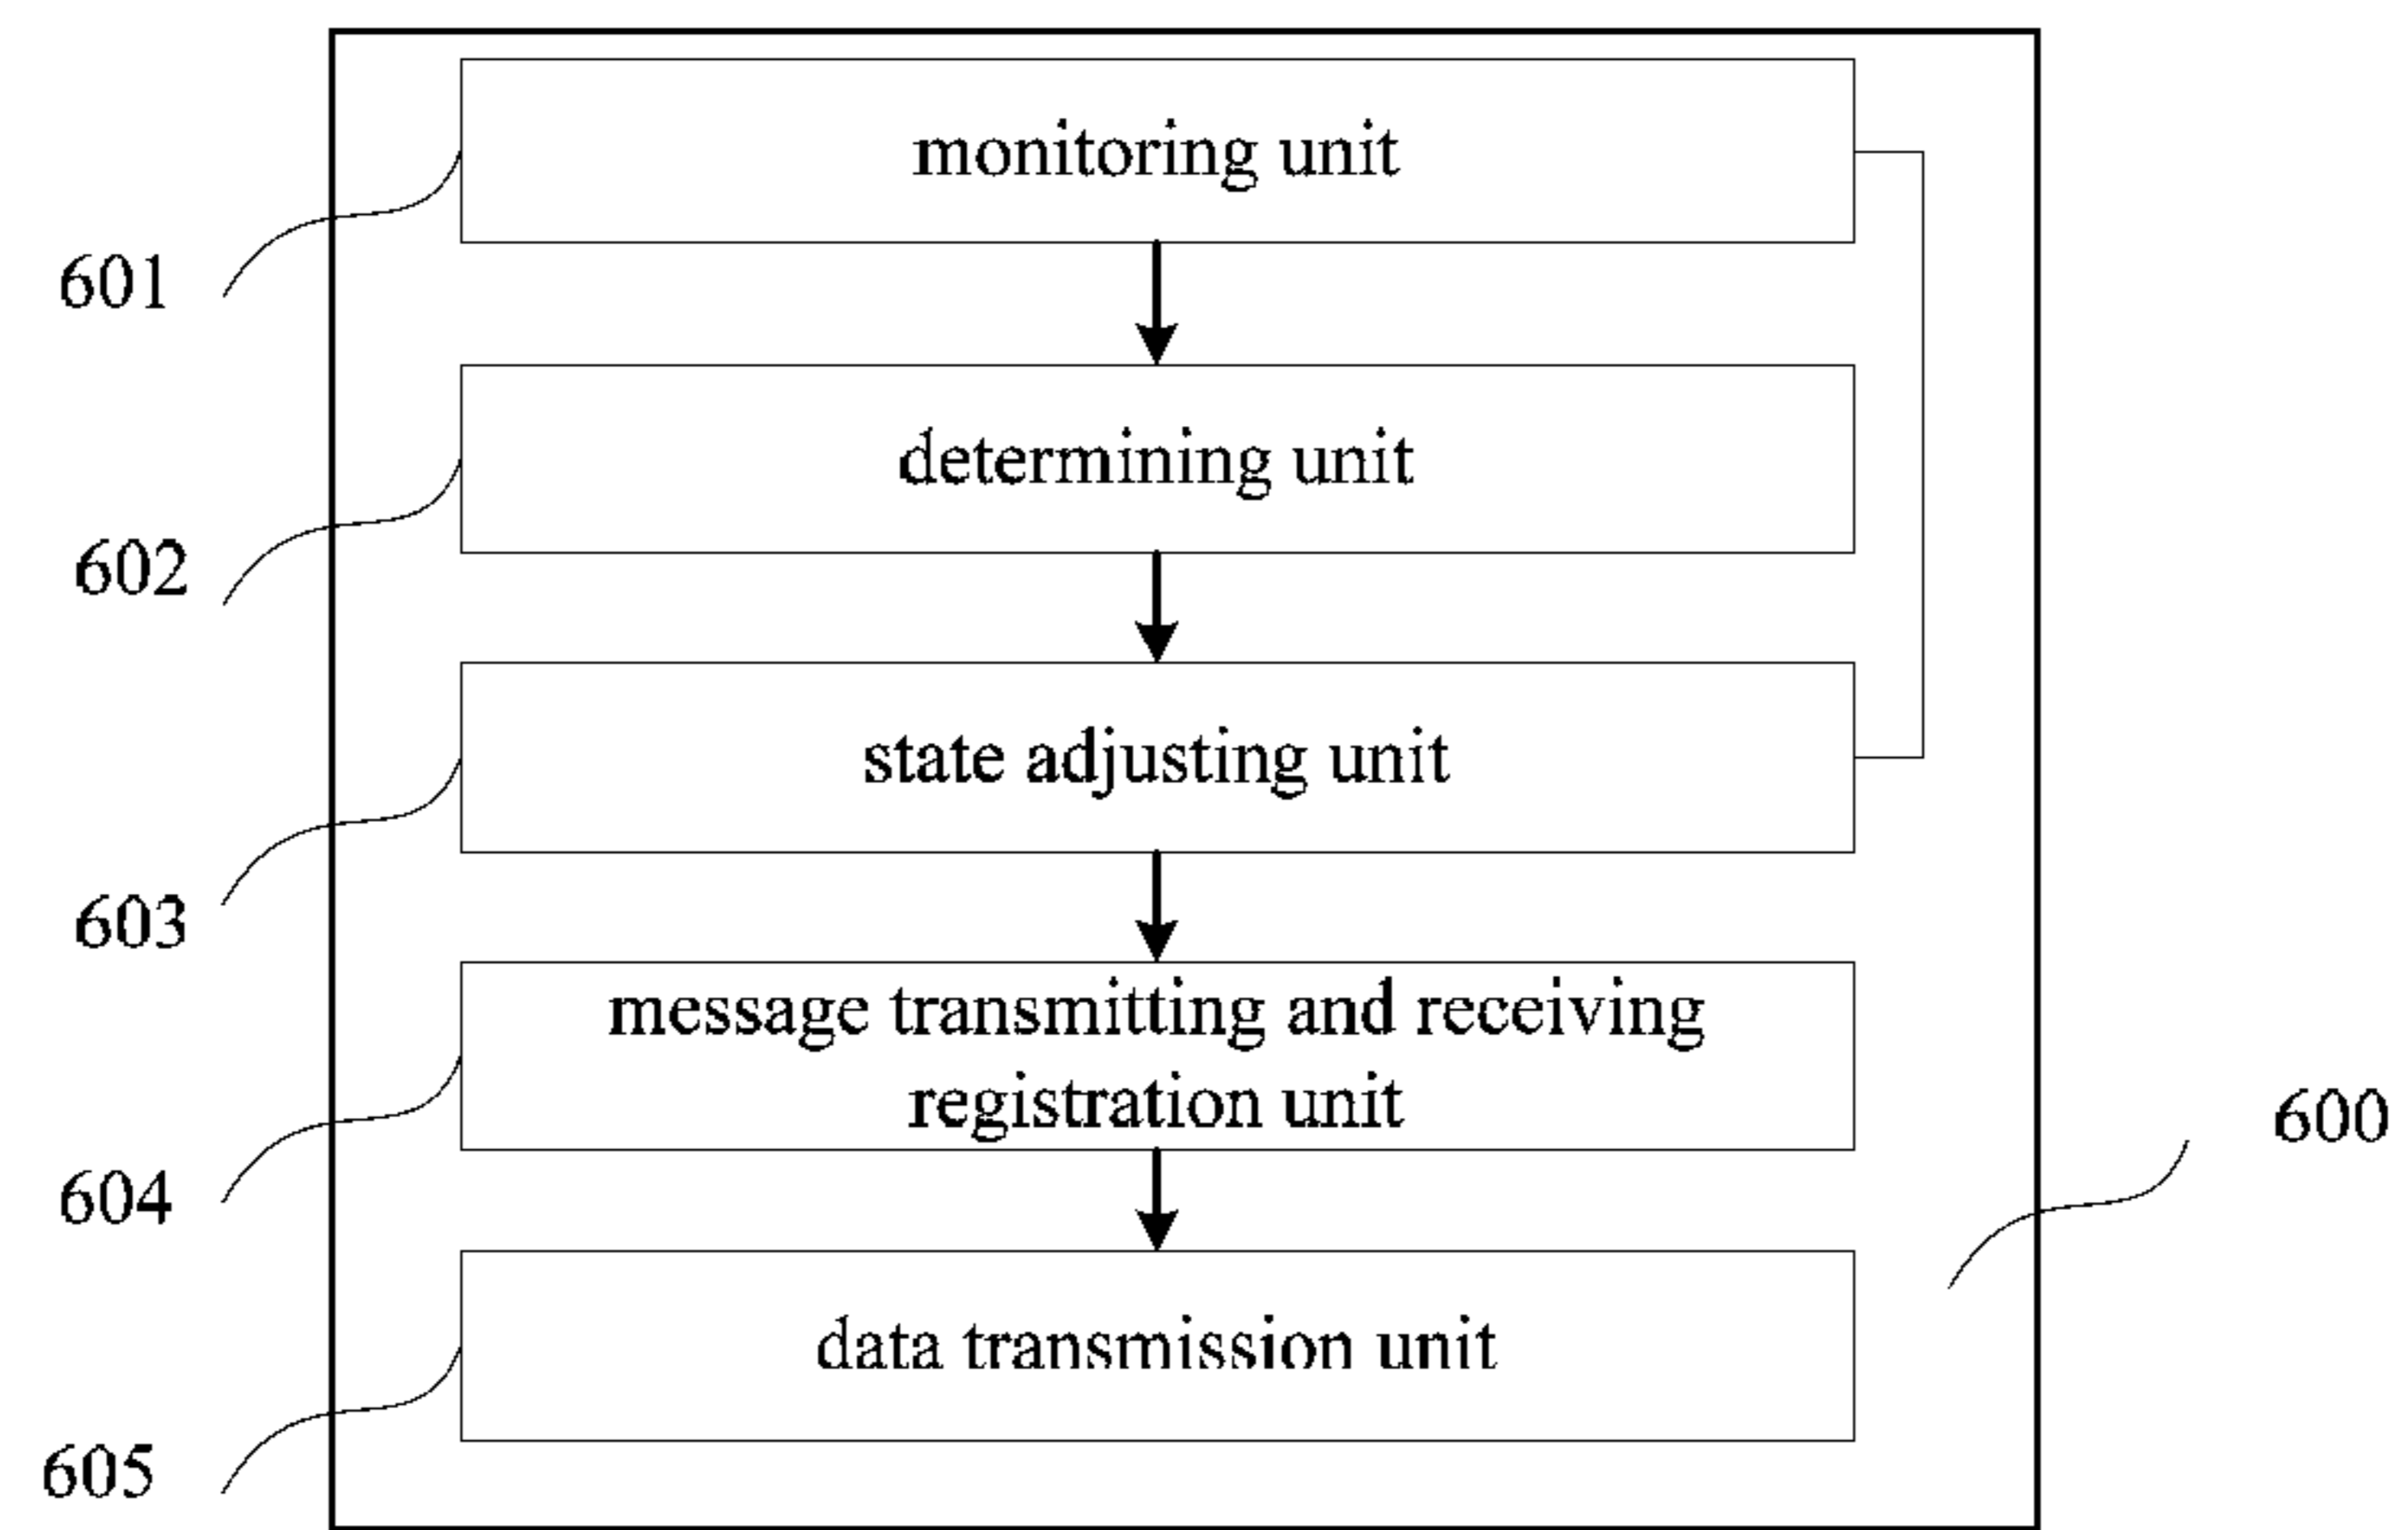 monitoring unit
601
determining unit
602
state adjusting unit
603
message transmitting and receiving
registration unit
600
604
data transmission unit
605